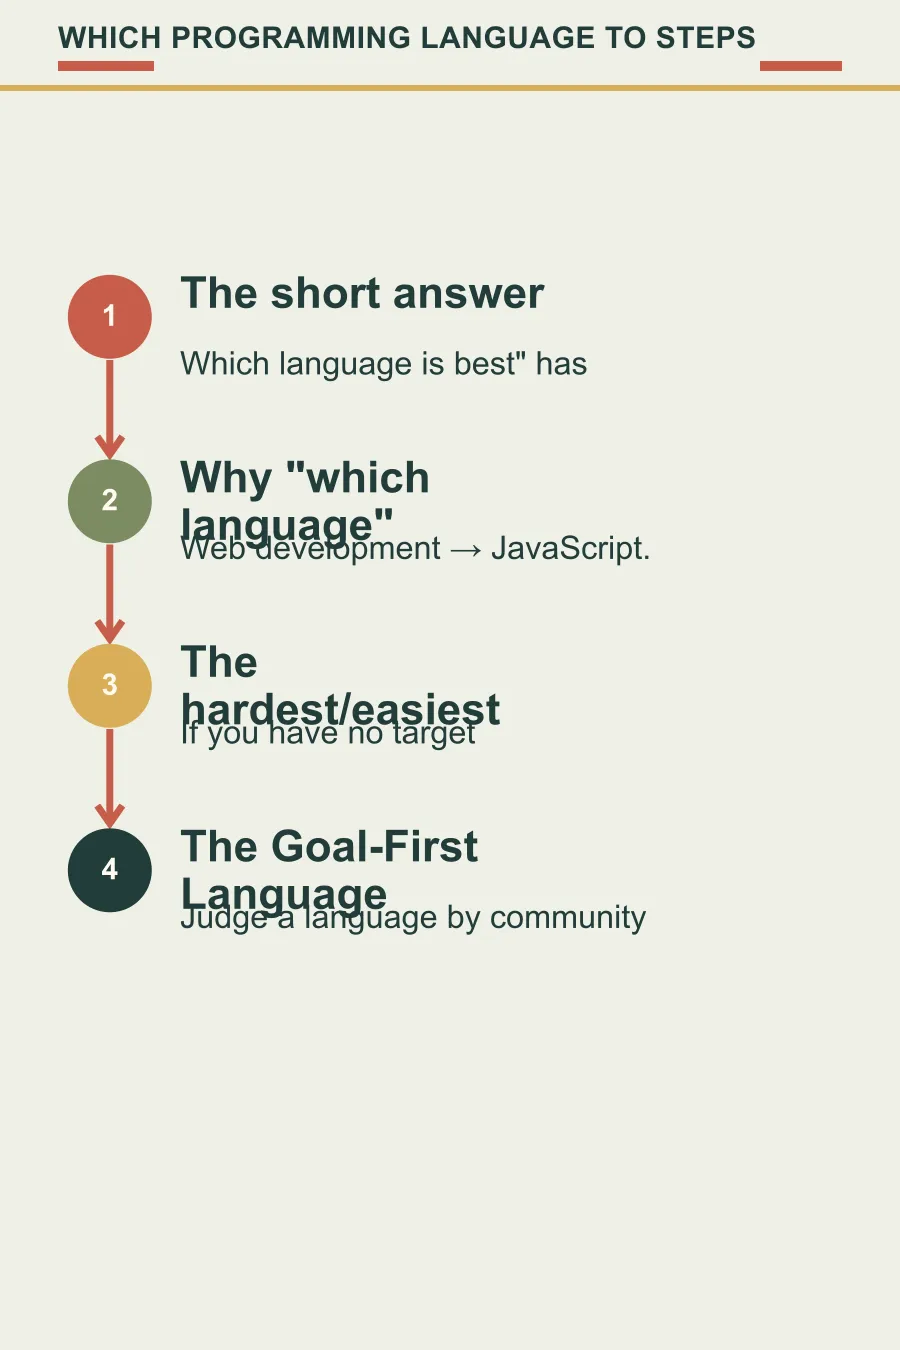 WHICH PROGRAMMING LANGUAGE TO STEPS
1
The short answer
Which language is best" has
2
Why "which
language"
Web development → JavaScript.
3
The
hardest/easiest
If you have no target
4
The Goal-First
Language
Judge a language by community